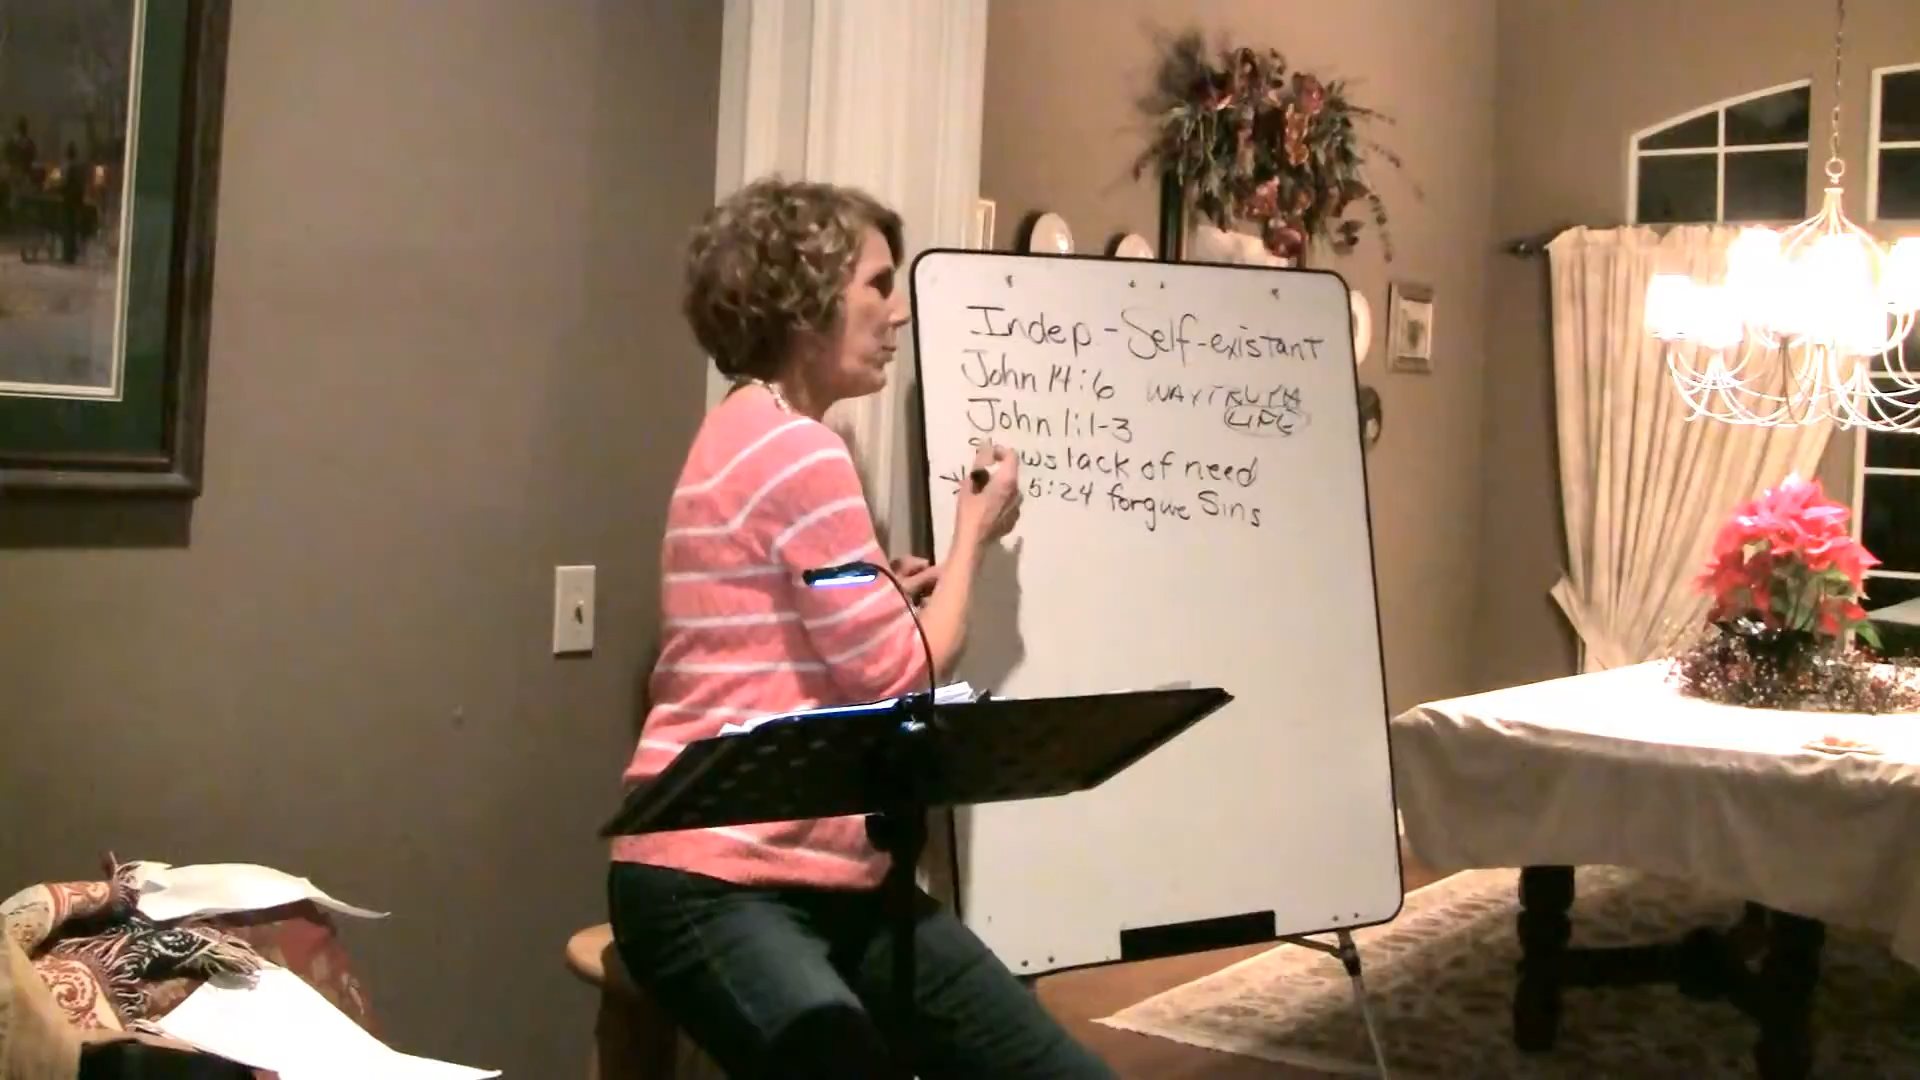 Indep - Self-existant
John 14:6 WAY TRUTH
LIFE
John 1:1-3
lack of need
5:24 forgive Sins